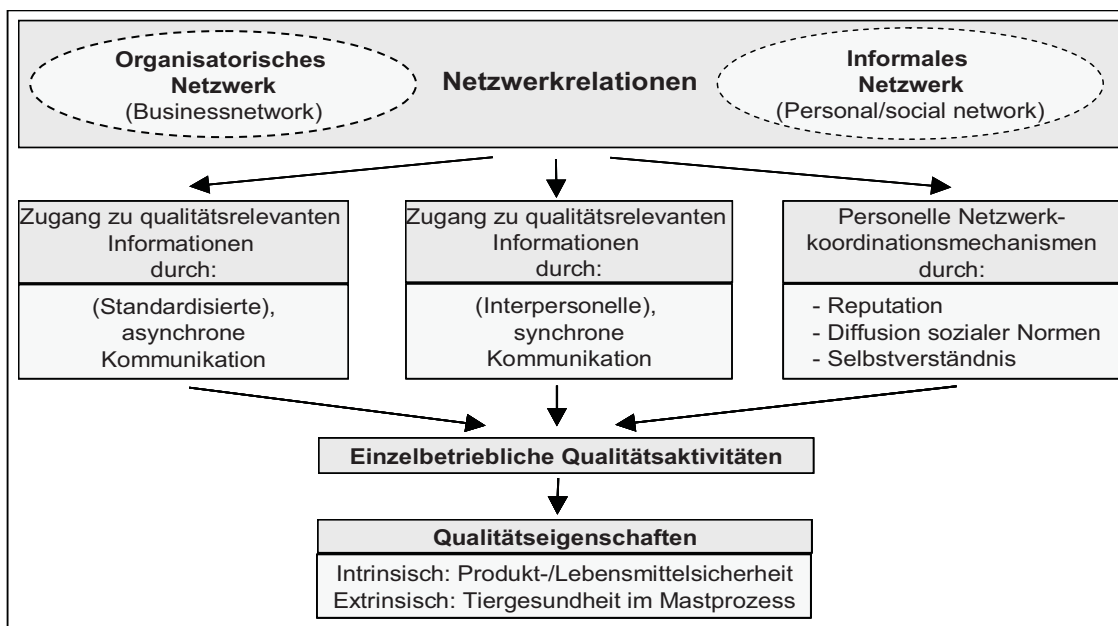 Organisatorisches
Netzwerk
(Businessnetwork)
Netzwerkrelationen
Informales
Netzwerk
(Personal/social network)
Zugang zu qualitätsrelevanten
Informationen
durch:
(Standardisierte),
asynchrone
Kommunikation
Zugang zu qualitätsrelevanten
Informationen
durch:
(Interpersonelle),
synchrone
Kommunikation
Personelle Netzwerk-
koordinationsmechanismen
durch:
- Reputation
- Diffusion sozialer Normen
- Selbstverständnis
Einzelbetriebliche Qualitätsaktivitäten
Qualitätseigenschaften
Intrinsisch: Produkt-/Lebensmittelsicherheit
Extrinsisch: Tiergesundheit im Mastprozess